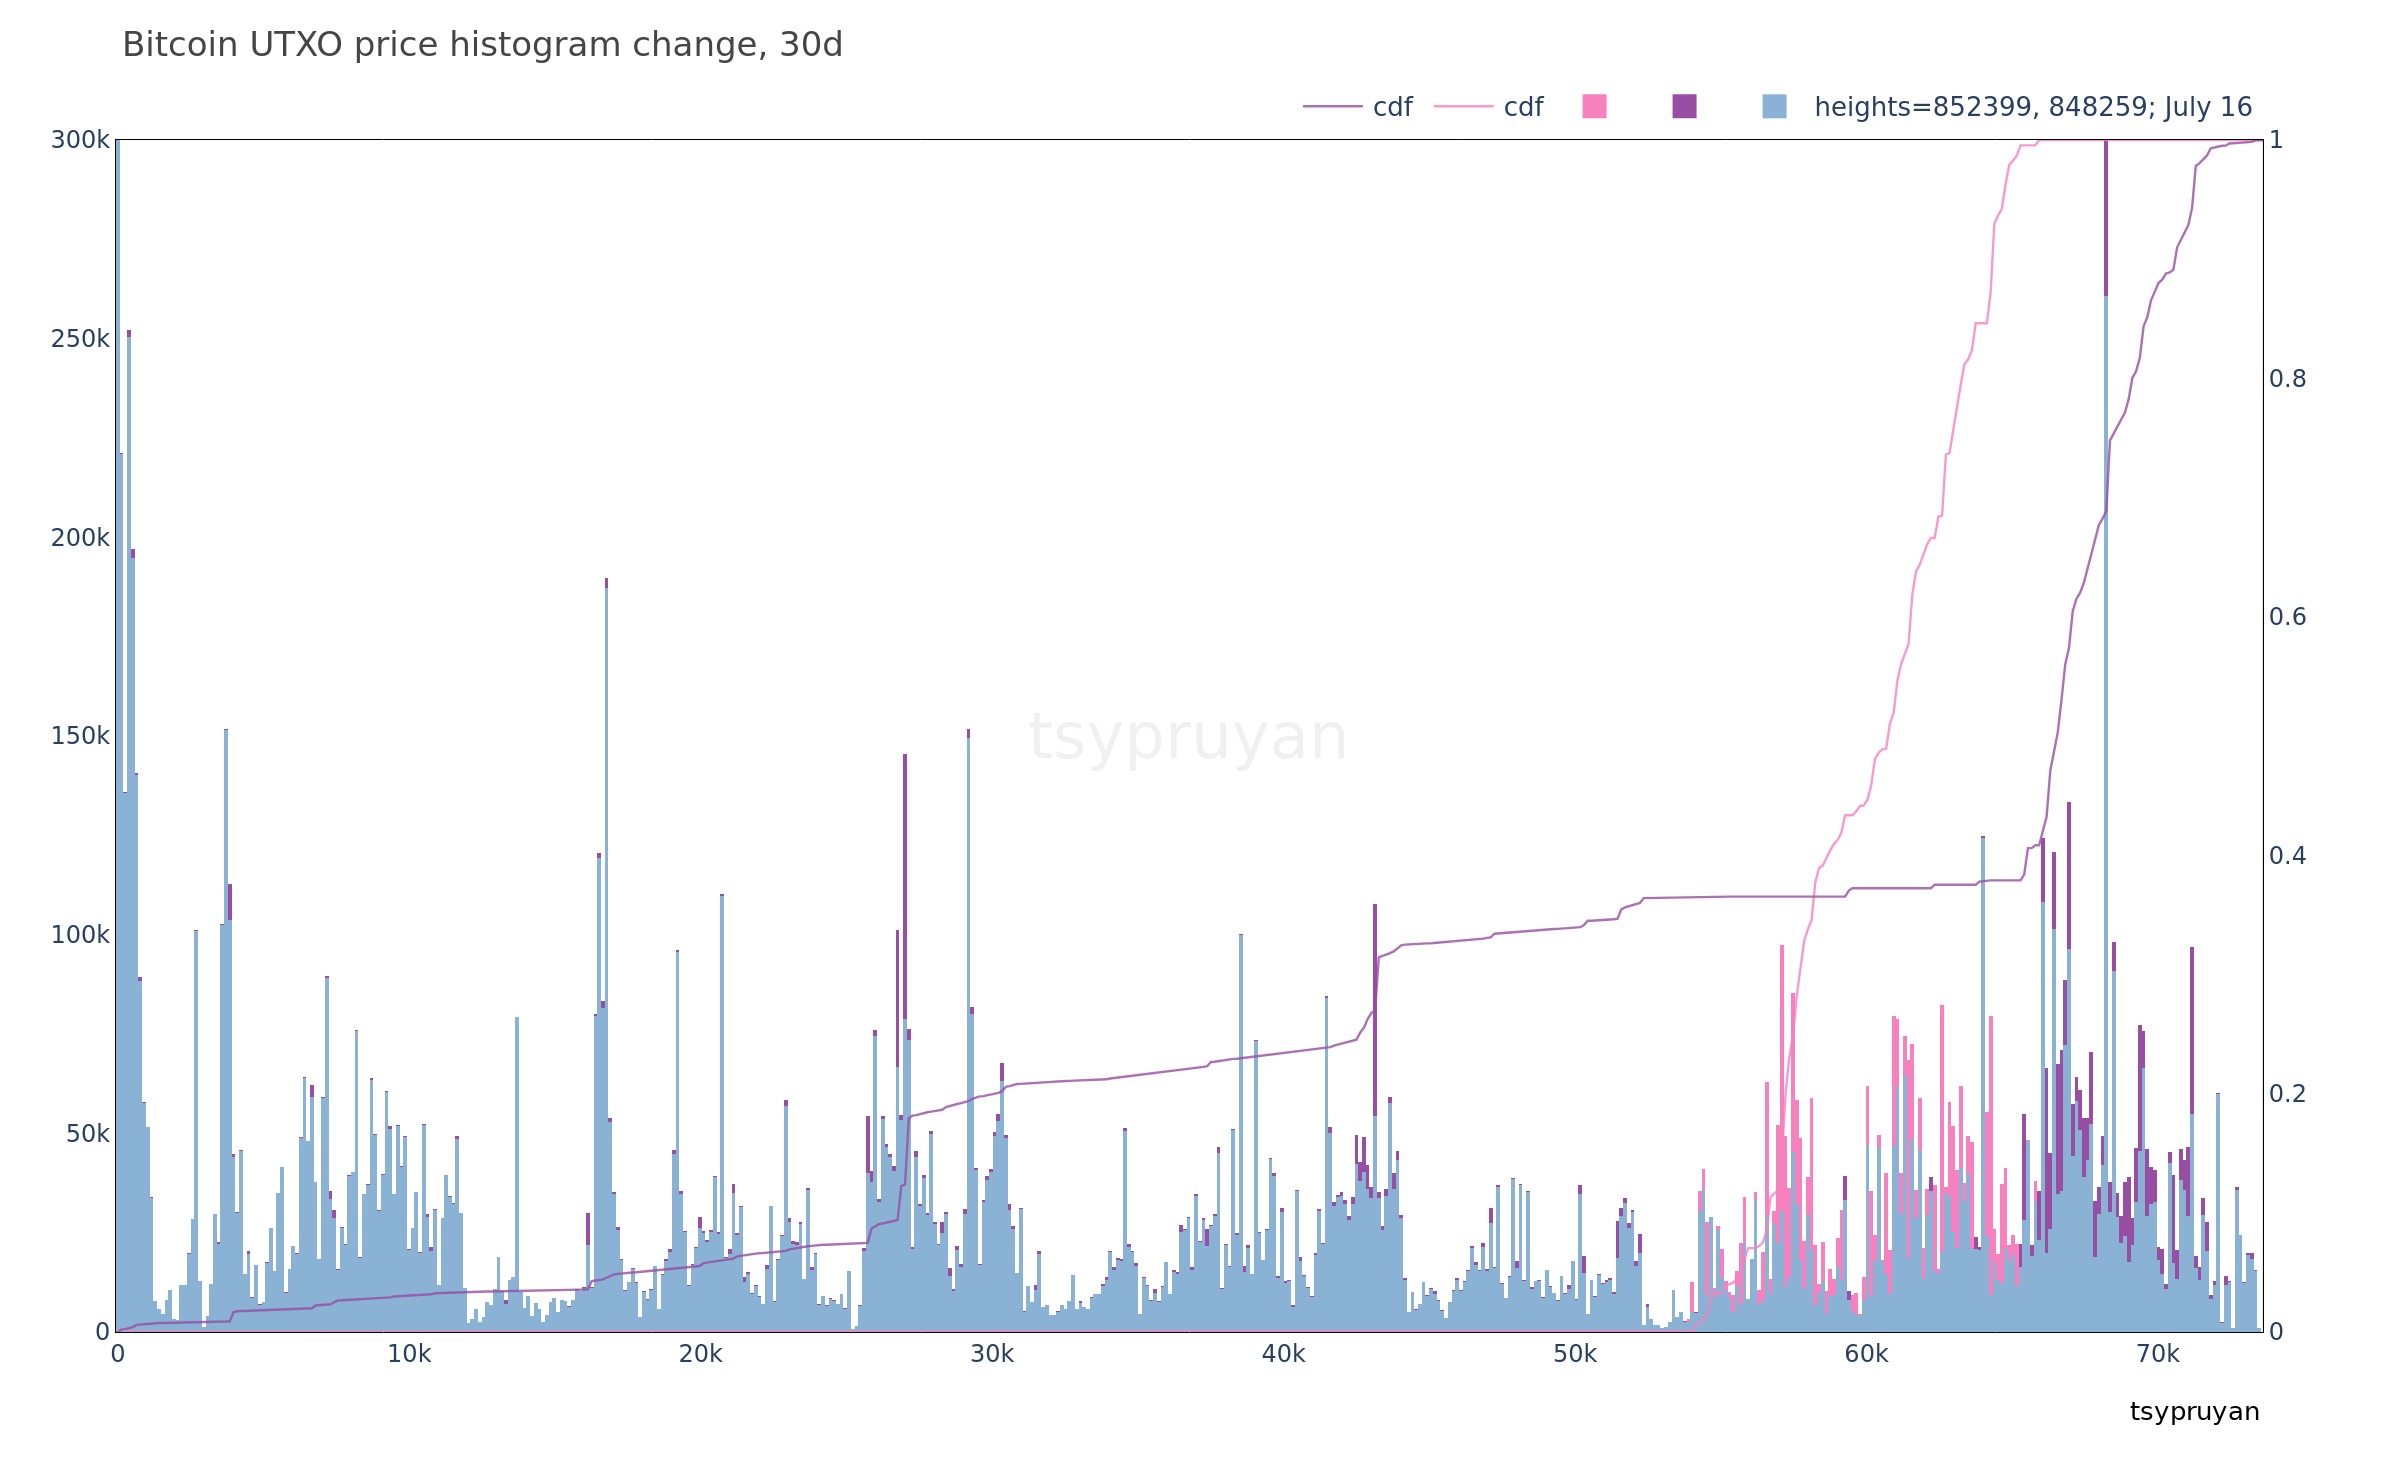 Bitcoin UTXO price histogram change, 30d
cdf cdf heights=852399, 848259; July 16
300k 1
250k
0.8
200k
0.6
150k
tsypruyan
0.4
100k
0.2
50k
0 0
0 10k 20k 30k 40k 50k 60k 70k
tsypruyan